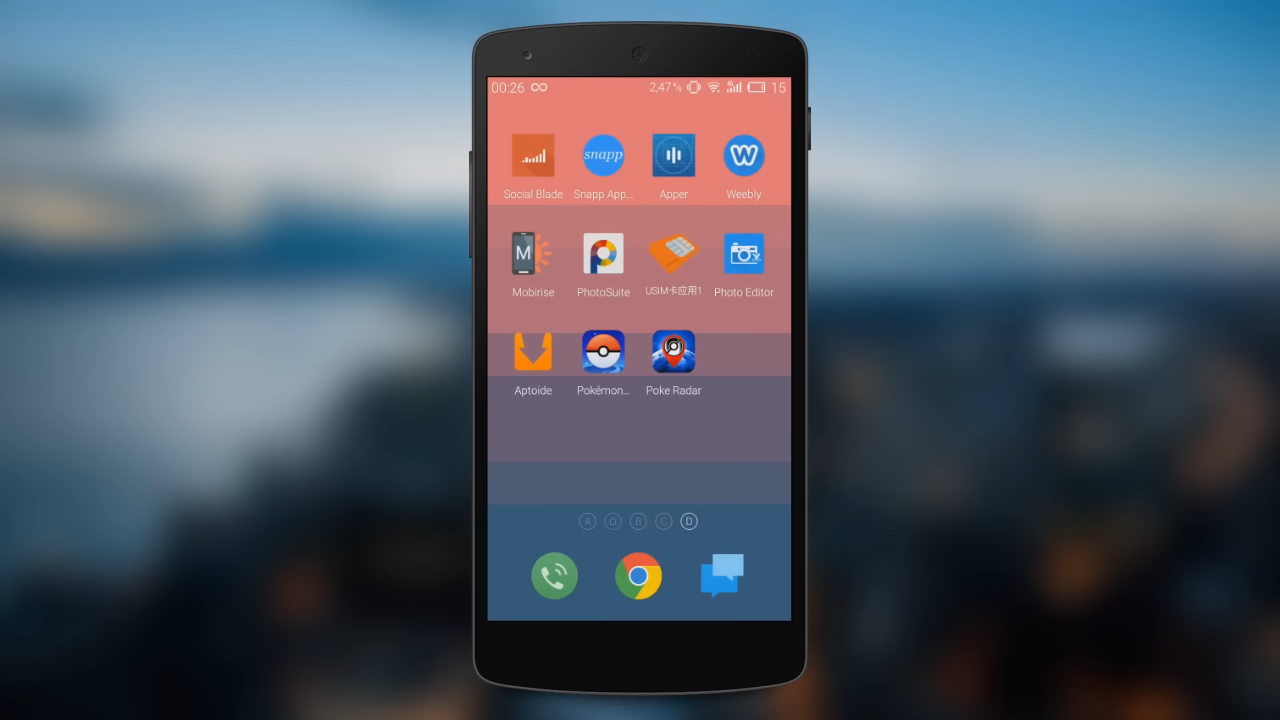 00:26 2,47 % 15
snapp
W
Social Blade Snapp App... Apper Weebly
M
Mobirise PhotoSuite USIM卡应用1 Photo Editor
Aptoide Pokémon... Poke Radar
A B C D